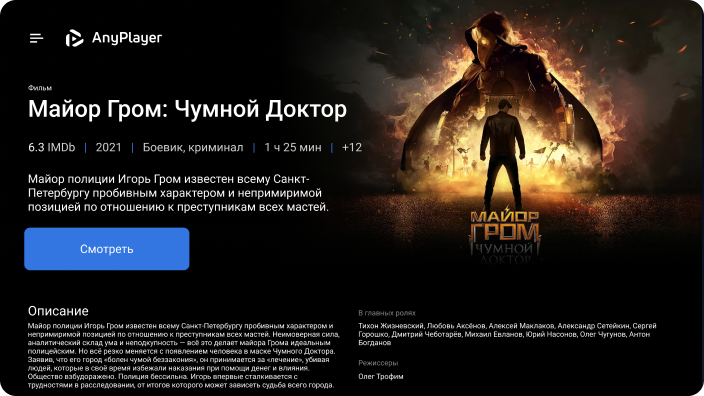 AnyPlayer
Фильм
Майор Гром: Чумной Доктор
6.3 IMDb | 2021 | Боевик, криминал | 1 ч 25 мин | +12
Майор полиции Игорь Гром известен всему Санкт-
Петербургу пробивным характером и непримиримой
позицией по отношению к преступникам всех мастей.
Смотреть
МАЙОР
ГРОМ
ЧУМНОЙ
ДОКТОР
Описание
Майор полиции Игорь Гром известен всему Санкт-Петербургу пробивным характером и
непримиримой позицией по отношению к преступникам всех мастей. Неимоверная сила,
аналитический склад ума и неподкупность — всё это делает майора Грома идеальным
полицейским. Но всё резко меняется с появлением человека в маске Чумного Доктора.
Заявив, что его город «болен чумой беззакония», он принимается за «лечение», убивая
людей, которые в своё время избежали наказания при помощи денег и влияния.
Общество взбудоражено. Полиция бессильна. Игорь впервые сталкивается с
трудностями в расследовании, от итогов которого может зависеть судьба всего города.
В главных ролях
Тихон Жизневский, Любовь Аксёнов, Алексей Маклаков, Александр Сетейкин, Сергей
Горошко, Дмитрий Чеботарёв, Михаил Евланов, Юрий Насонов, Олег Чугунов, Антон
Богданов
Режиссеры
Олег Трофим